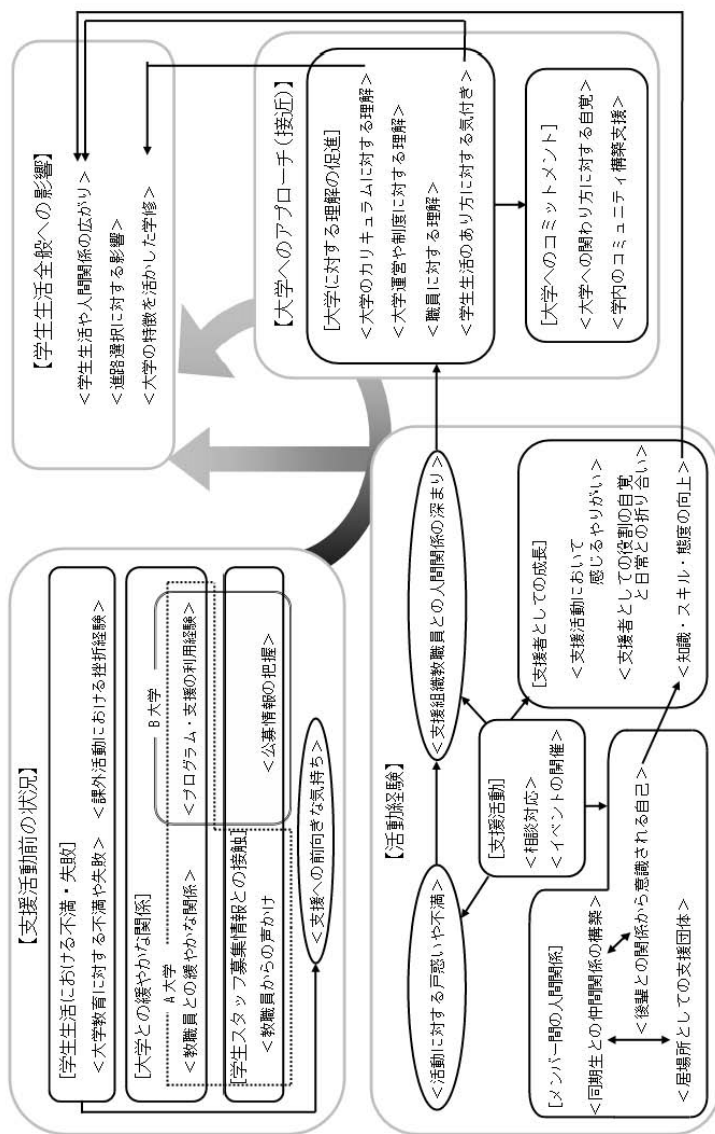 【支援活動前の状況】
[学生生活における不満・失敗]
<大学教育に対する不満や失敗> <課外活動における挫折経験>
[大学との緩やかな関係]
A大学
B大学
<教職員との緩やかな関係> <プログラム・支援の利用経験>
[学生スタッフ募集情報との接触]
<教職員からの声かけ> <公募情報の把握>
<支援への前向きな気持ち>
【学生生活全般への影響】
<学生生活や人間関係の広がり>
<進路選択に対する影響>
<大学の特徴を活かした学修>
【活動経験】
<活動に対する戸惑いや不満>
<支援組織教職員との人間関係の深まり>
[支援活動]
<相談対応>
<イベントの開催>
[メンバー間の人間関係]
<同期生との仲間関係の構築>
<後輩との関係から意識される自己>
<居場所としての支援団体>
[支援者としての成長]
<支援活動において
感じるやりがい>
<支援者としての役割の自覚
と日常との折り合い>
<知識・スキル・態度の向上>
【大学へのアプローチ(接近)】
[大学に対する理解の促進]
<大学のカリキュラムに対する理解>
<大学運営や制度に対する理解>
<職員に対する理解>
<学生生活のあり方に対する気付き>
[大学へのコミットメント]
<大学への関わり方に対する自覚>
<学内のコミュニティ構築支援>